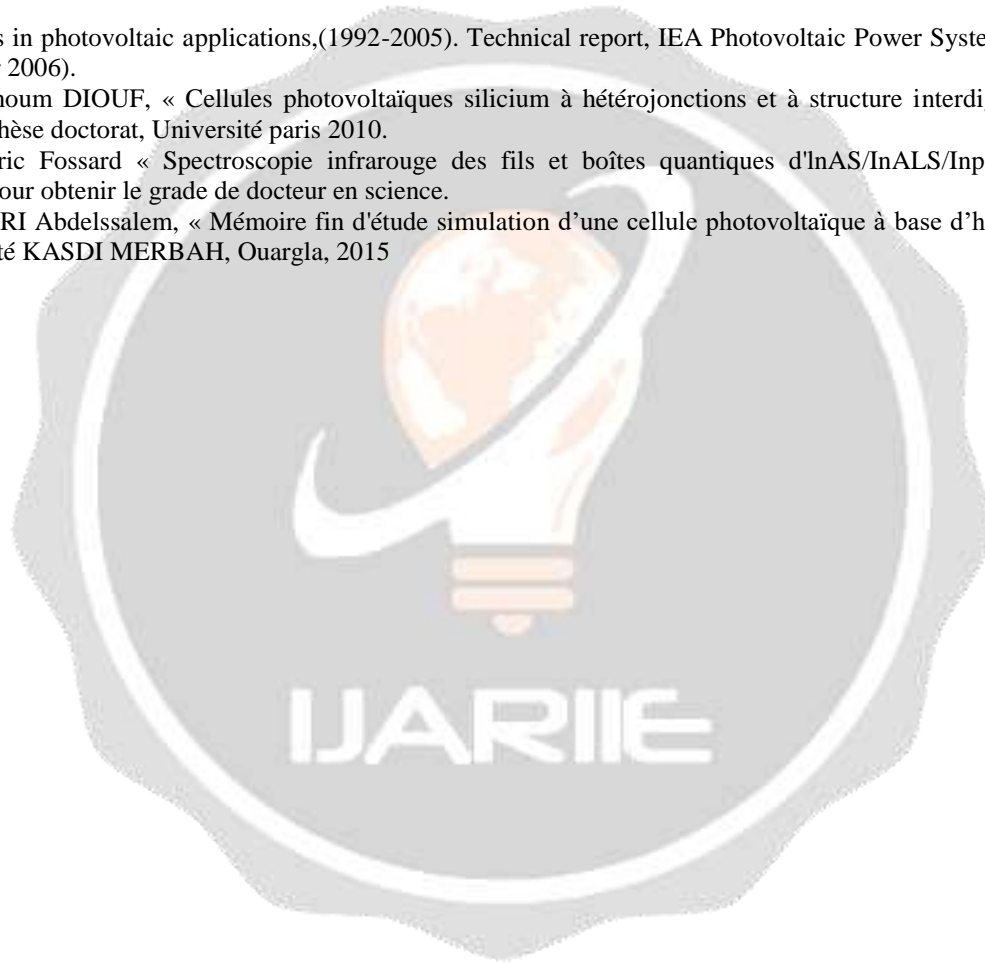 s in photovoltaic applications,(1992-2005). Technical report, IEA Photovoltaic Power System
2006).
noum DIOUF, « Cellules photovoltaïques silicium à hétérojonctions et à structure interdi
hèse doctorat, Université paris 2010.
ric Fossard « Spectroscopie infrarouge des fils et boîtes quantiques d'lnAS/InALS/Inp
our obtenir le grade de docteur en science.
RI Abdelssalem, « Mémoire fin d'étude simulation d’une cellule photovoltaïque à base d’h
té KASDI MERBAH, Ouargla, 2015
IJARIIE